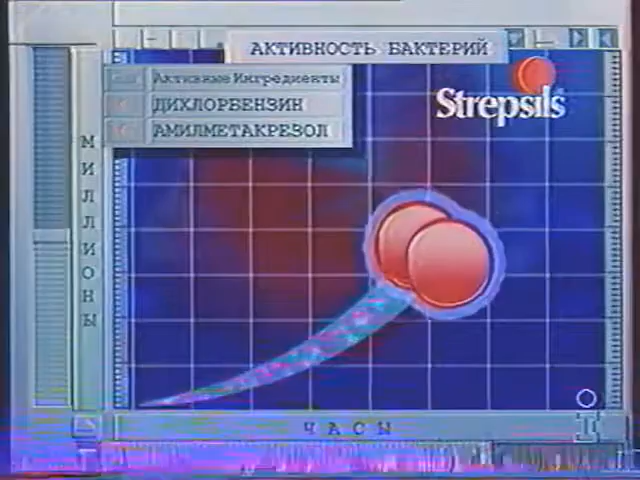 АКТИВНОСТЬ БАКТЕРИЙ
Активные Ингредиенты
ДИХЛОРБЕНЗИН
АМИЛМЕТАКРЕЗОЛ
Strepsils
МИЛЛИОНЫ
ЧАСЫ